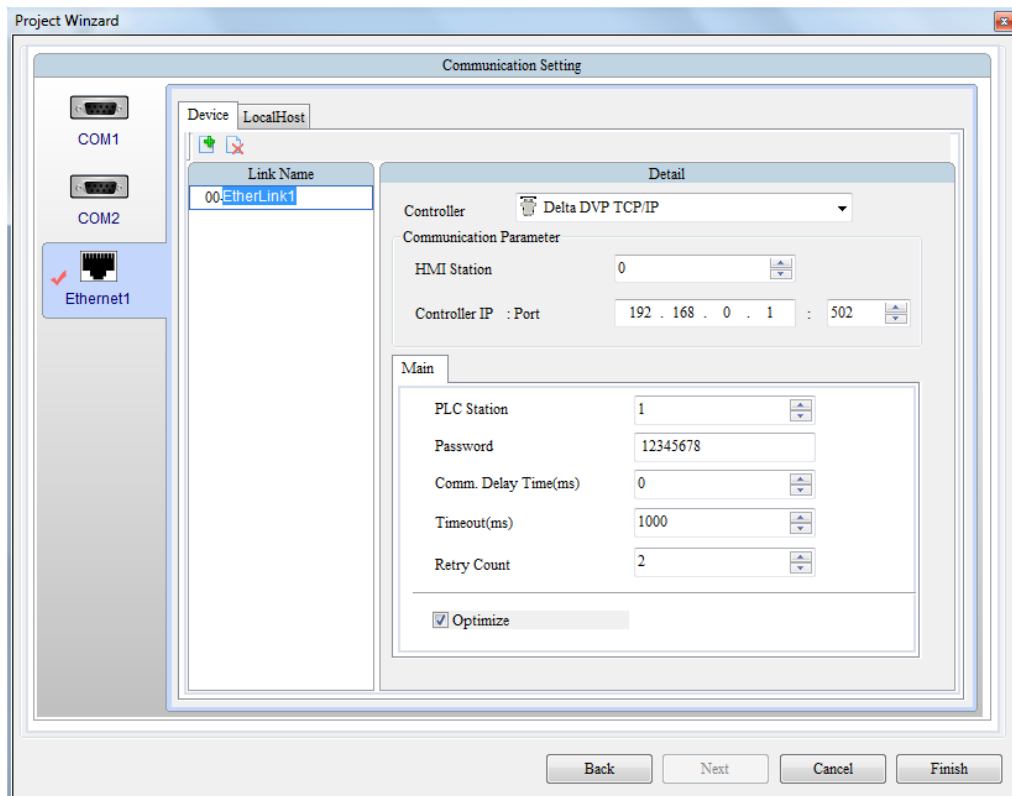 Project Winzard
Communication Setting
COM1
COM2
Ethernet1
Device LocalHost
Link Name
00-EtherLink1
Detail
Controller Delta DVP TCP/IP
Communication Parameter
HMI Station 0
Controller IP : Port 192 . 168 . 0 . 1 : 502
Main
PLC Station 1
Password 12345678
Comm. Delay Time(ms) 0
Timeout(ms) 1000
Retry Count 2
Optimize
Back Next Cancel Finish